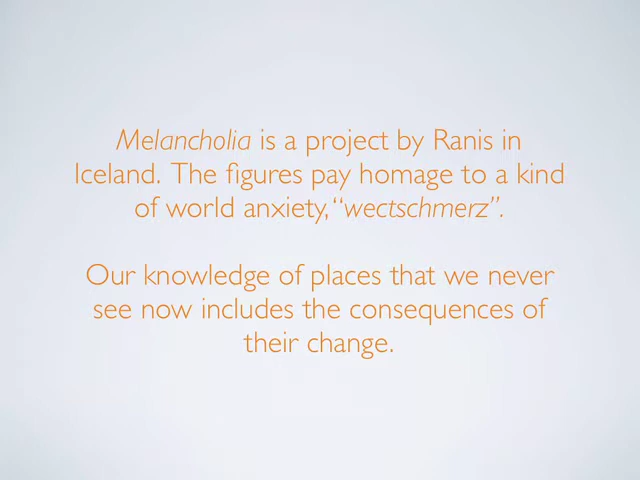 Melancholia is a project by Ranis in
Iceland. The figures pay homage to a kind
of world anxiety, “wectschmerz”.
Our knowledge of places that we never
see now includes the consequences of
their change.